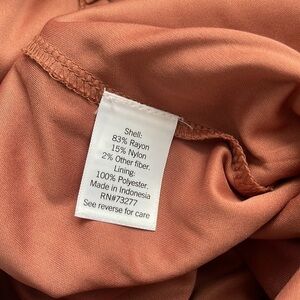 Shell:
83% Rayon
15% Nylon
2% Other fiber.
Lining:
100% Polyester.
Made in Indonesia
RN#73277
See reverse for care